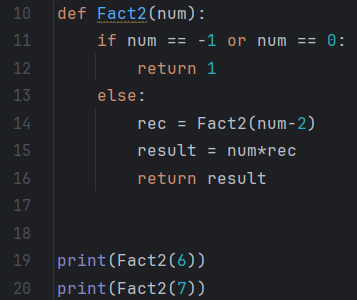 10 def Fact2(num):
11     if num == -1 or num == 0:
12         return 1
13     else:
14         rec = Fact2(num-2)
15         result = num*rec
16         return result
17
18
19 print(Fact2(6))
20 print(Fact2(7))